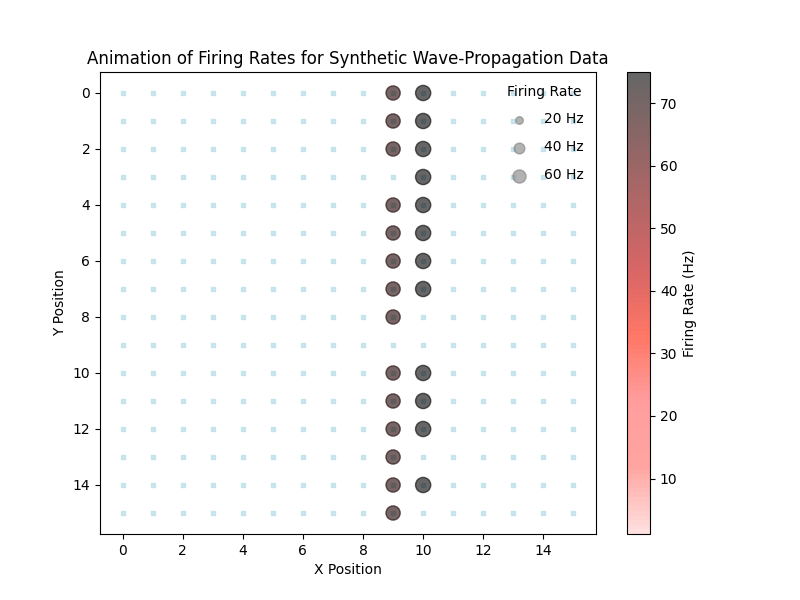 Animation of Firing Rates for Synthetic Wave-Propagation Data
Firing Rate
20 Hz
40 Hz
60 Hz
0
2
4
6
8
10
12
14
Y Position
0 2 4 6 8 10 12 14
X Position
70
60
50
40
30
20
10
Firing Rate (Hz)